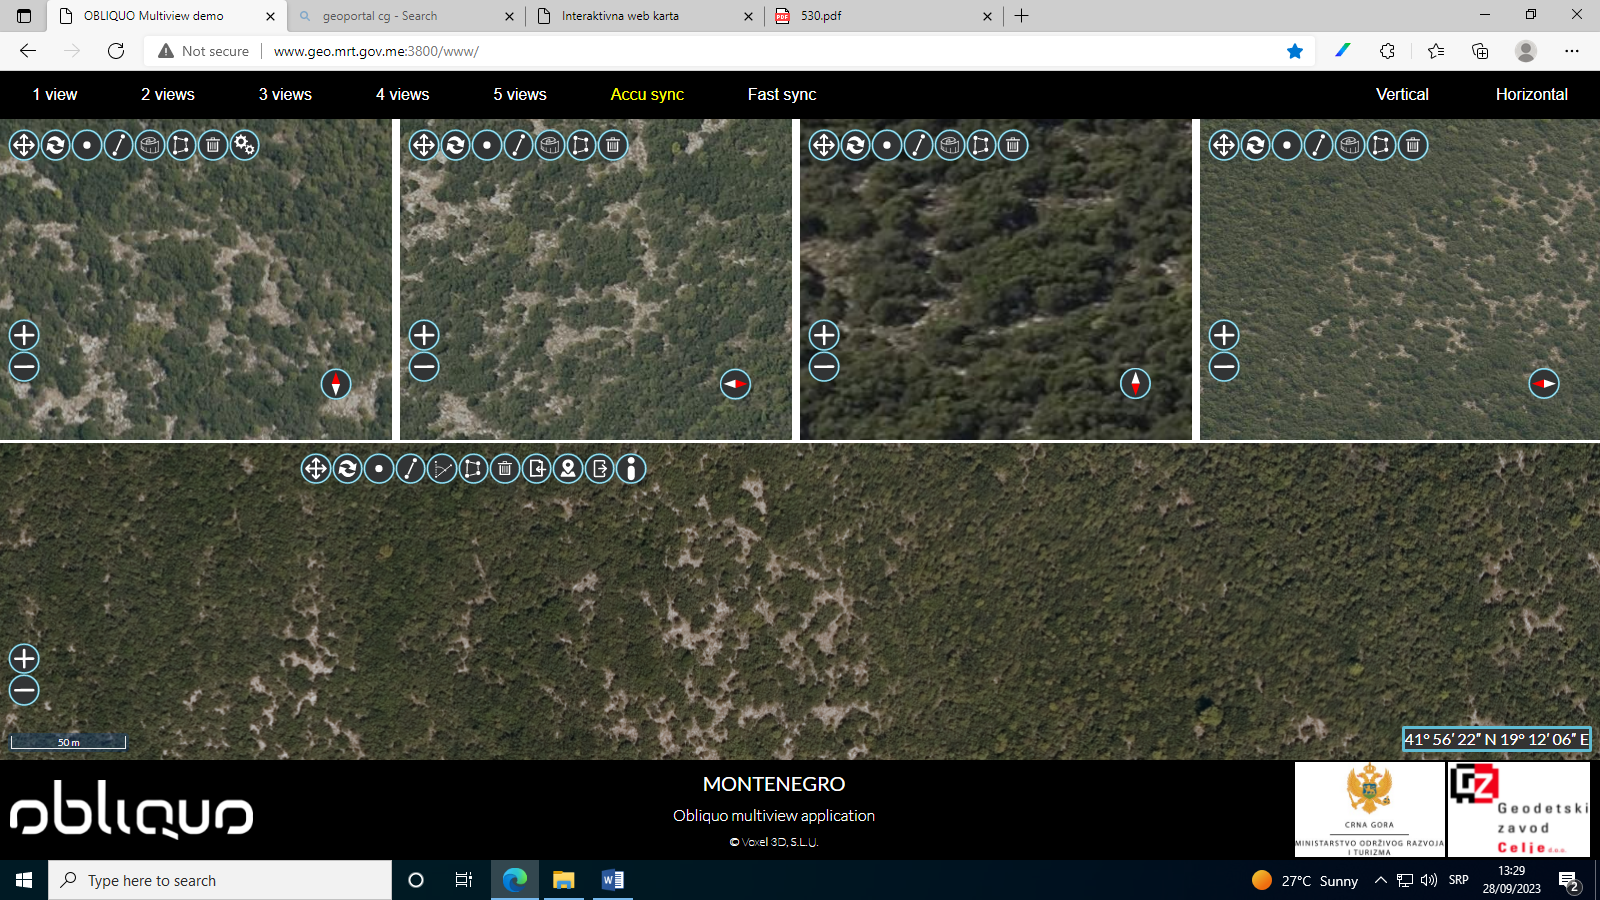 OBLIQUO Multiview demo
geoportal cg - Search
Interaktivna web karta
530.pdf
Not secure
www.geo.mrt.gov.me:3800/www/
1 view
2 views
3 views
4 views
5 views
Accu sync
Fast sync
Vertical
Horizontal
50 m
41° 56' 22" N 19° 12' 06" E
obliquo
MONTENEGRO
Obliquo multiview application
© Voxel 3D, S.L.U.
CRNA GORA
MINISTARSTVO ODRŽIVOG RAZVOJA
I TURIZMA
GZ
Geodetski
zavod
Celje d.o.o.
Type here to search
27°C Sunny
SRP
13:29
28/09/2023
2